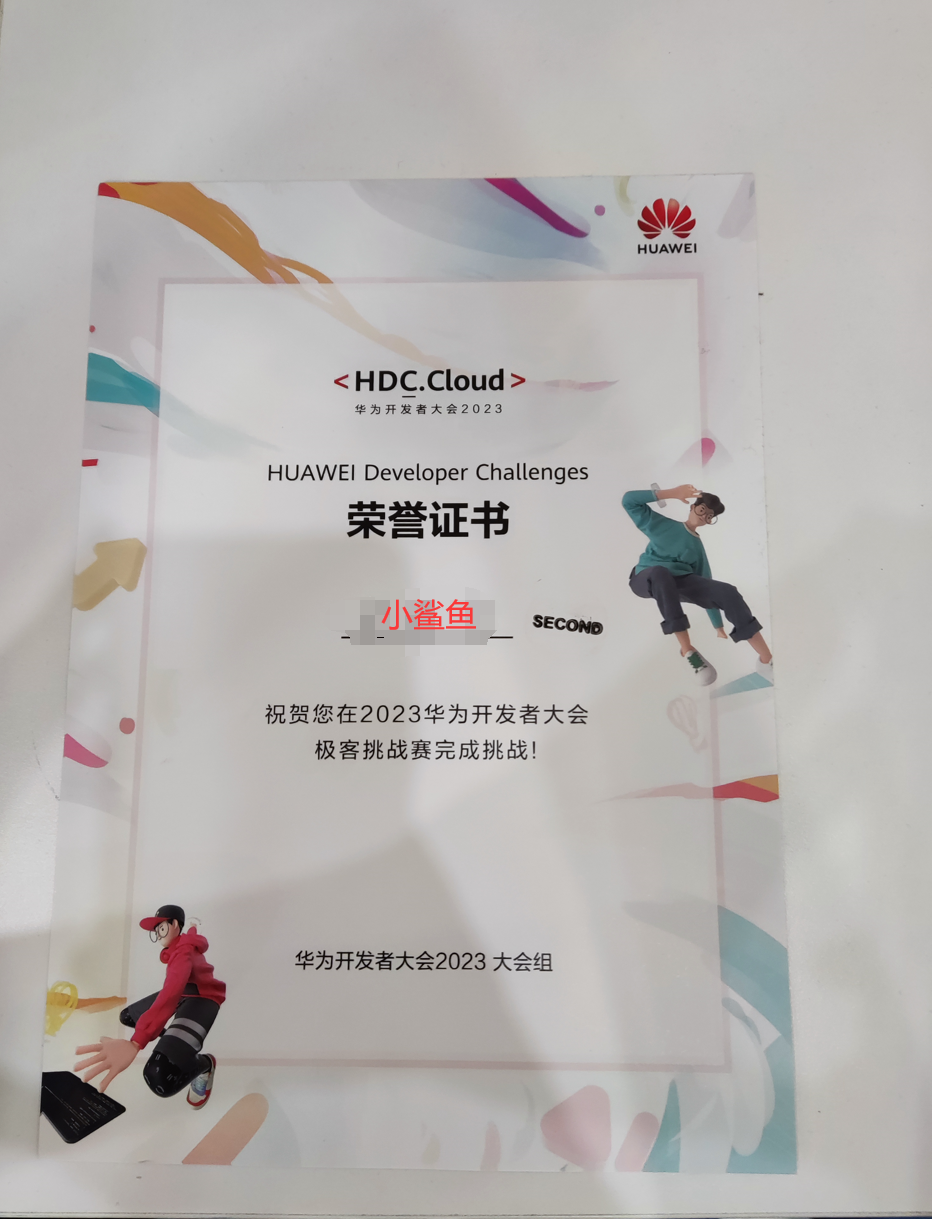 HUAWEI
<HDC.Cloud>
华为开发者大会2023
HUAWEI Developer Challenges
荣誉证书
小鲨鱼
SECOND
祝贺您在2023华为开发者大会
极客挑战赛完成挑战!
华为开发者大会2023 大会组